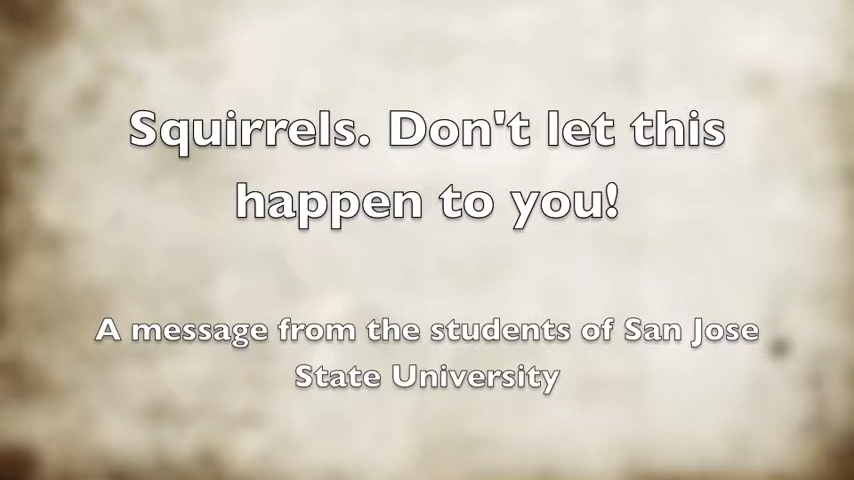 Squirrels. Don't let this
happen to you!
A message from the students of San Jose
State University